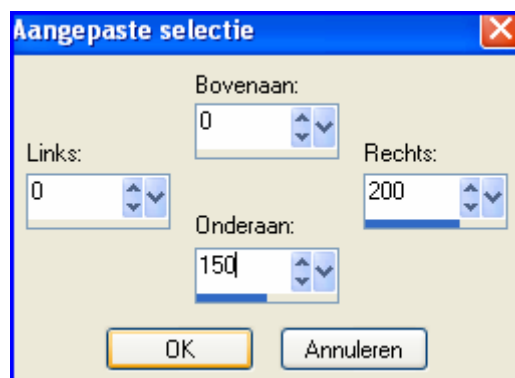 Aangepaste selectie
Bovenaan:
0
Links:
0
Rechts:
200
Onderaan:
150
OK
Annuleren